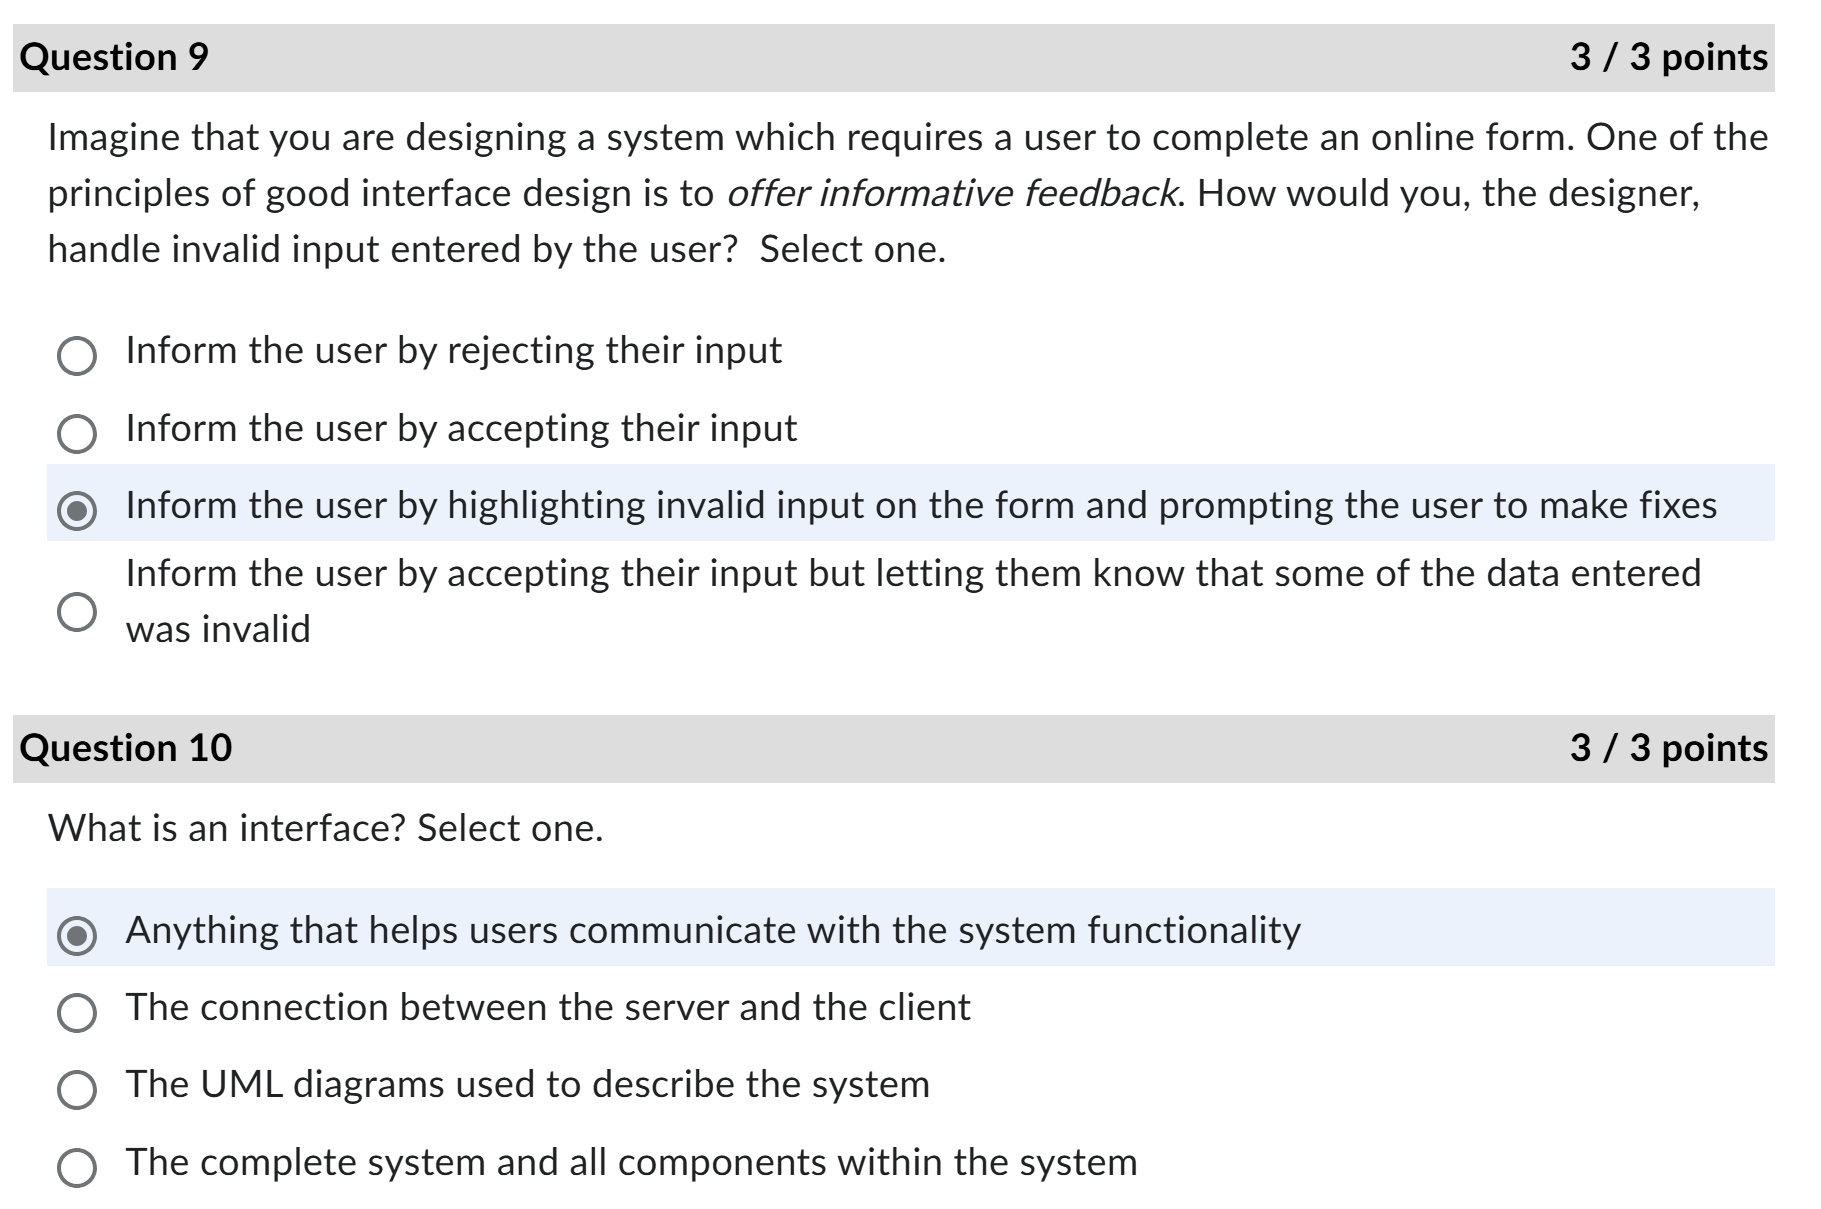 Question 9
3 / 3 points
Imagine that you are designing a system which requires a user to complete an online form. One of the
principles of good interface design is to offer informative feedback. How would you, the designer,
handle invalid input entered by the user?  Select one.
Inform the user by rejecting their input
Inform the user by accepting their input
Inform the user by highlighting invalid input on the form and prompting the user to make fixes
Inform the user by accepting their input but letting them know that some of the data entered
was invalid
Question 10
3 / 3 points
What is an interface? Select one.
Anything that helps users communicate with the system functionality
The connection between the server and the client
The UML diagrams used to describe the system
The complete system and all components within the system